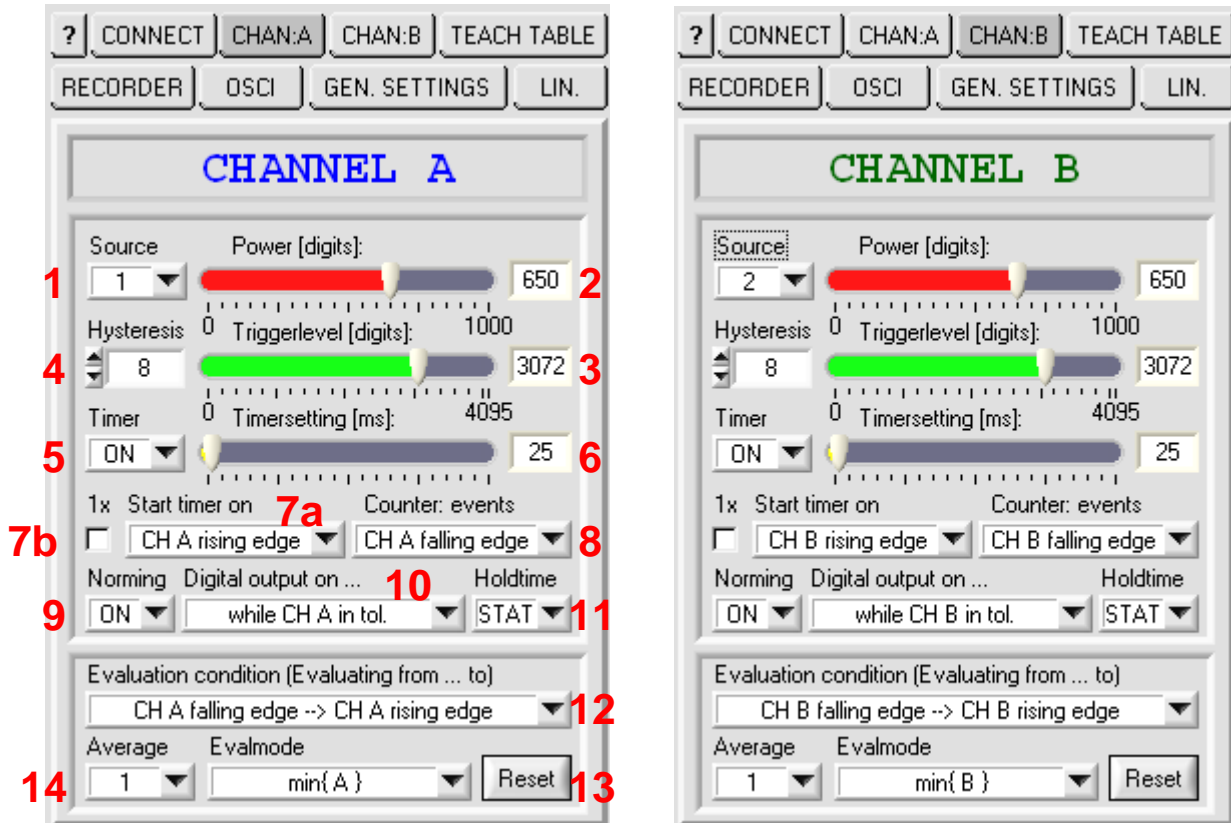 ? CONNECT CHAN:A CHAN:B TEACH TABLE
RECORDER OSCI GEN. SETTINGS LIN.
CHANNEL A
Source Power [digits]:
1 1 650 2
0 1000
Hysteresis Triggerlevel [digits]:
4 8 3072 3
0 4095
Timer Timersetting [ms]:
5 ON 25 6
1x Start timer on 7a Counter: events
7b CH A rising edge CH A falling edge 8
Norming Digital output on ... 10 Holdtime
9 ON while CH A in tol. STAT 11
Evaluation condition (Evaluating from ... to)
CH A falling edge --> CH A rising edge 12
Average Evalmode
14 1 min{ A } Reset 13
? CONNECT CHAN:A CHAN:B TEACH TABLE
RECORDER OSCI GEN. SETTINGS LIN.
CHANNEL B
Source Power [digits]:
2 650
0 1000
Hysteresis Triggerlevel [digits]:
8 3072
0 4095
Timer Timersetting [ms]:
ON 25
1x Start timer on Counter: events
CH B rising edge CH B falling edge
Norming Digital output on ... Holdtime
ON while CH B in tol. STAT
Evaluation condition (Evaluating from ... to)
CH B falling edge --> CH B rising edge
Average Evalmode
1 min{ B } Reset